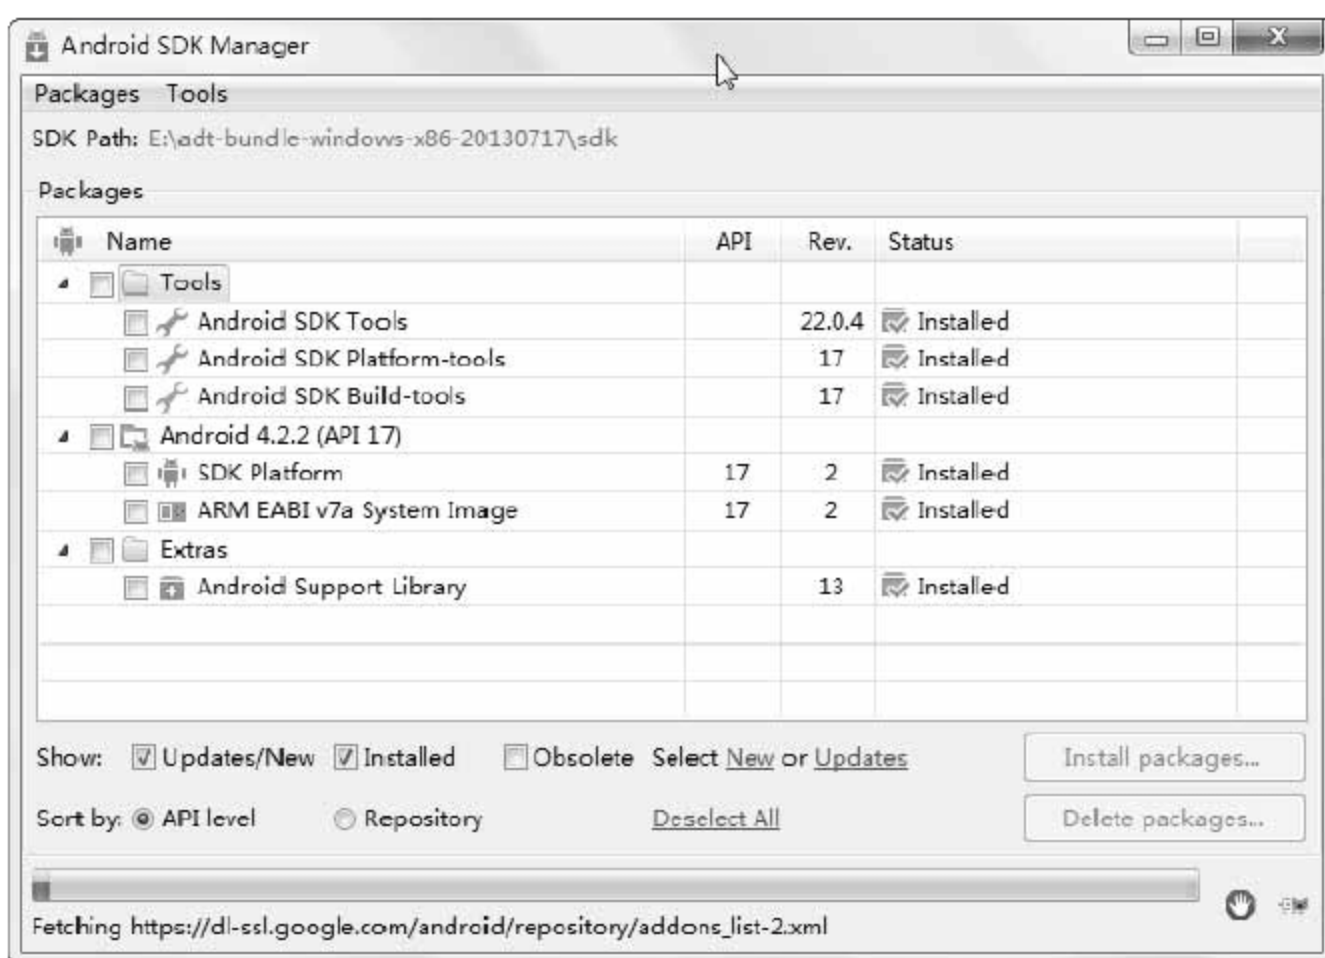 Android SDK Manager
Packages Tools
SDK Path: E:\adt-bundle-windows-x86-20130717\sdk
Packages
Name API Rev. Status
Tools
Android SDK Tools 22.0.4 Installed
Android SDK Platform-tools 17 Installed
Android SDK Build-tools 17 Installed
Android 4.2.2 (API 17)
SDK Platform 17 2 Installed
ARM EABI v7a System Image 17 2 Installed
Extras
Android Support Library 13 Installed
Show: Updates/New Installed Obsolete Select New or Updates Install packages...
Sort by: API level Repository Deselect All Delete packages...
Fetching https://dl-ssl.google.com/android/repository/addons_list-2.xml